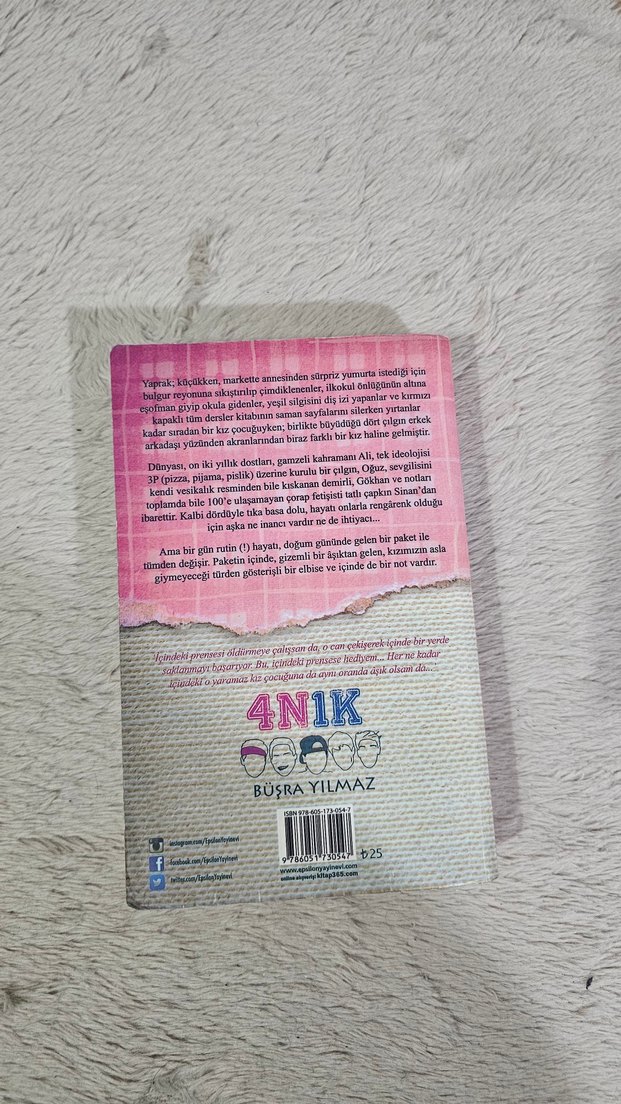 Yaprak; küçükken, markette annesinden sürpriz yumurta istediği için
bulgur reyonuna sıkıştırılıp çimdiklenenler, ilkokul önlüğünün altına
eşofman giyip okula gidenler, yeşil silgisini diş izi yapanlar ve kırmızı
kapaklı tüm dersler kitabının saman sayfalarını silerken yırtanlar
kadar sıradan bir kız çocuğuyken; birlikte büyüdüğü dört çılgın erkek
arkadaşı yüzünden akranlarından biraz farklı bir kız haline gelmiştir.
Dünyası, on iki yıllık dostları, gamzeli kahramanı Ali, tek ideolojisi
3P (pizza, pijama, pislik) üzerine kurulu bir çılgın, Oğuz, sevgilisini
kendi vesikalık resminden bile kıskanan demirli, Gökhan ve notları
toplamda bile 100'e ulaşamayan çorap fetişisti tatlı çapkın Sinan'dan
ibarettir. Kalbi dördüyle tıka basa dolu, hayatı onlarla rengârenk olduğu
için aşka ne inancı vardır ne de ihtiyacı...
Ama bir gün rutin (!) hayatı, doğum gününde gelen bir paket ile
tümden değişir. Paketin içinde, gizemli bir âşıktan gelen, kızımızın asla
giymeyeceği türden gösterişli bir elbise ve içinde de bir not vardır.
İçindeki prensesi öldürmeye çalışsan da, o can çekişerek içinde bir yerde
saklanmayı başarıyor. Bu, içindeki prensese hediyem... Her ne kadar
içindeki o yaramaz kız çocuğuna da aynı oranda âşık olsam da...
4N1K
BÜŞRA YILMAZ
ISBN 978-605-173-054-7
9 786051 730547
₺25
instagram.com/EpsilonYayinevi
facebook.com/EpsilonYayinevi
twitter.com/EpsilonYayinevi
www.epsilonyayinevi.com
online alışveriş: kitap365.com